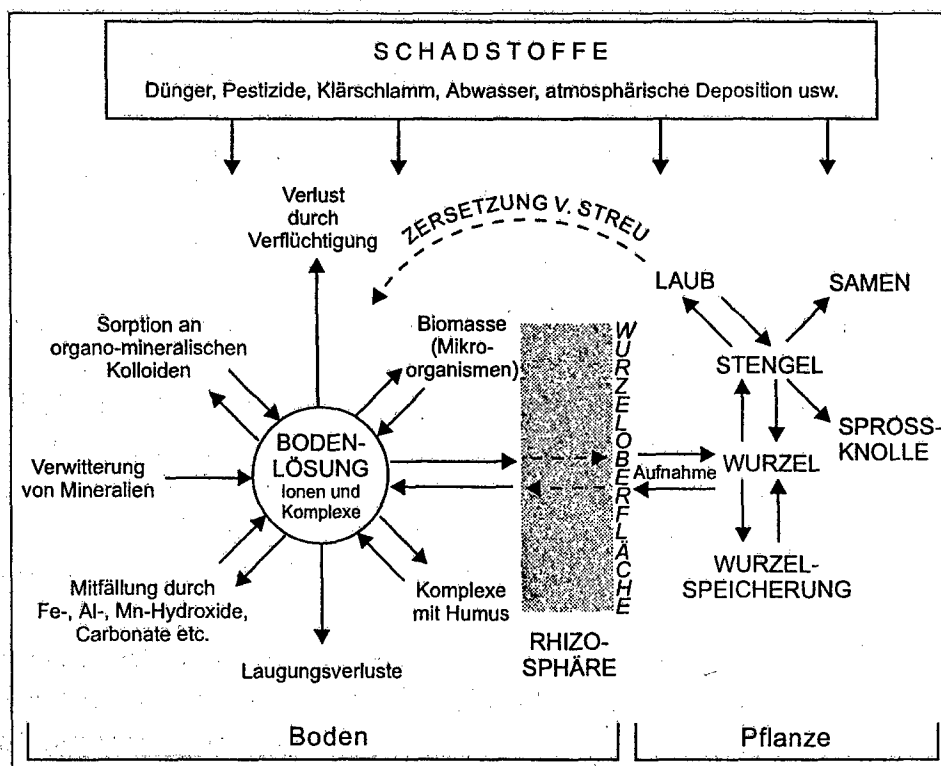 SCHADSTOFFE
Dünger, Pestizide, Klärschlamm, Abwasser, atmosphärische Deposition usw.
Verlust
durch
Verflüchtigung
ZERSETZUNG V. STREU
LAUB
SAMEN
Sorption an
organo-mineralischen
Kolloiden
Biomasse
(Mikro-
organismen)
STENGEL
SPROSS-
KNOLLE
BODEN-
LÖSUNG
Ionen und
Komplexe
Verwitterung
von Mineralien
WURZELOBERFLÄCHE
Aufnahme
WURZEL
Mitfällung durch
Fe-, Al-, Mn-Hydroxide,
Carbonate etc.
Komplexe
mit Humus
WURZEL-
SPEICHERUNG
Laugungsverluste
RHIZO-
SPHÄRE
Boden
Pflanze